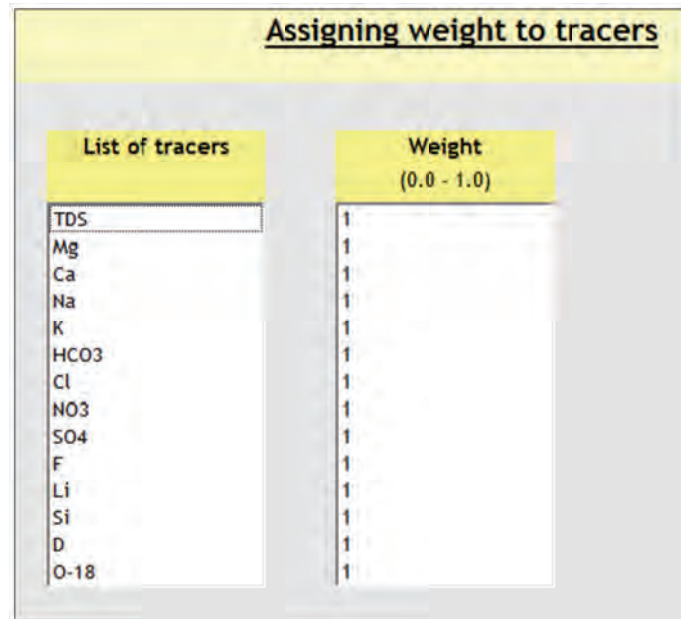 Assigning weight to tracers
List of tracers
Weight
(0.0 - 1.0)
TDS 1
Mg 1
Ca 1
Na 1
K 1
HCO3 1
Cl 1
NO3 1
SO4 1
F 1
Li 1
Si 1
D 1
O-18 1